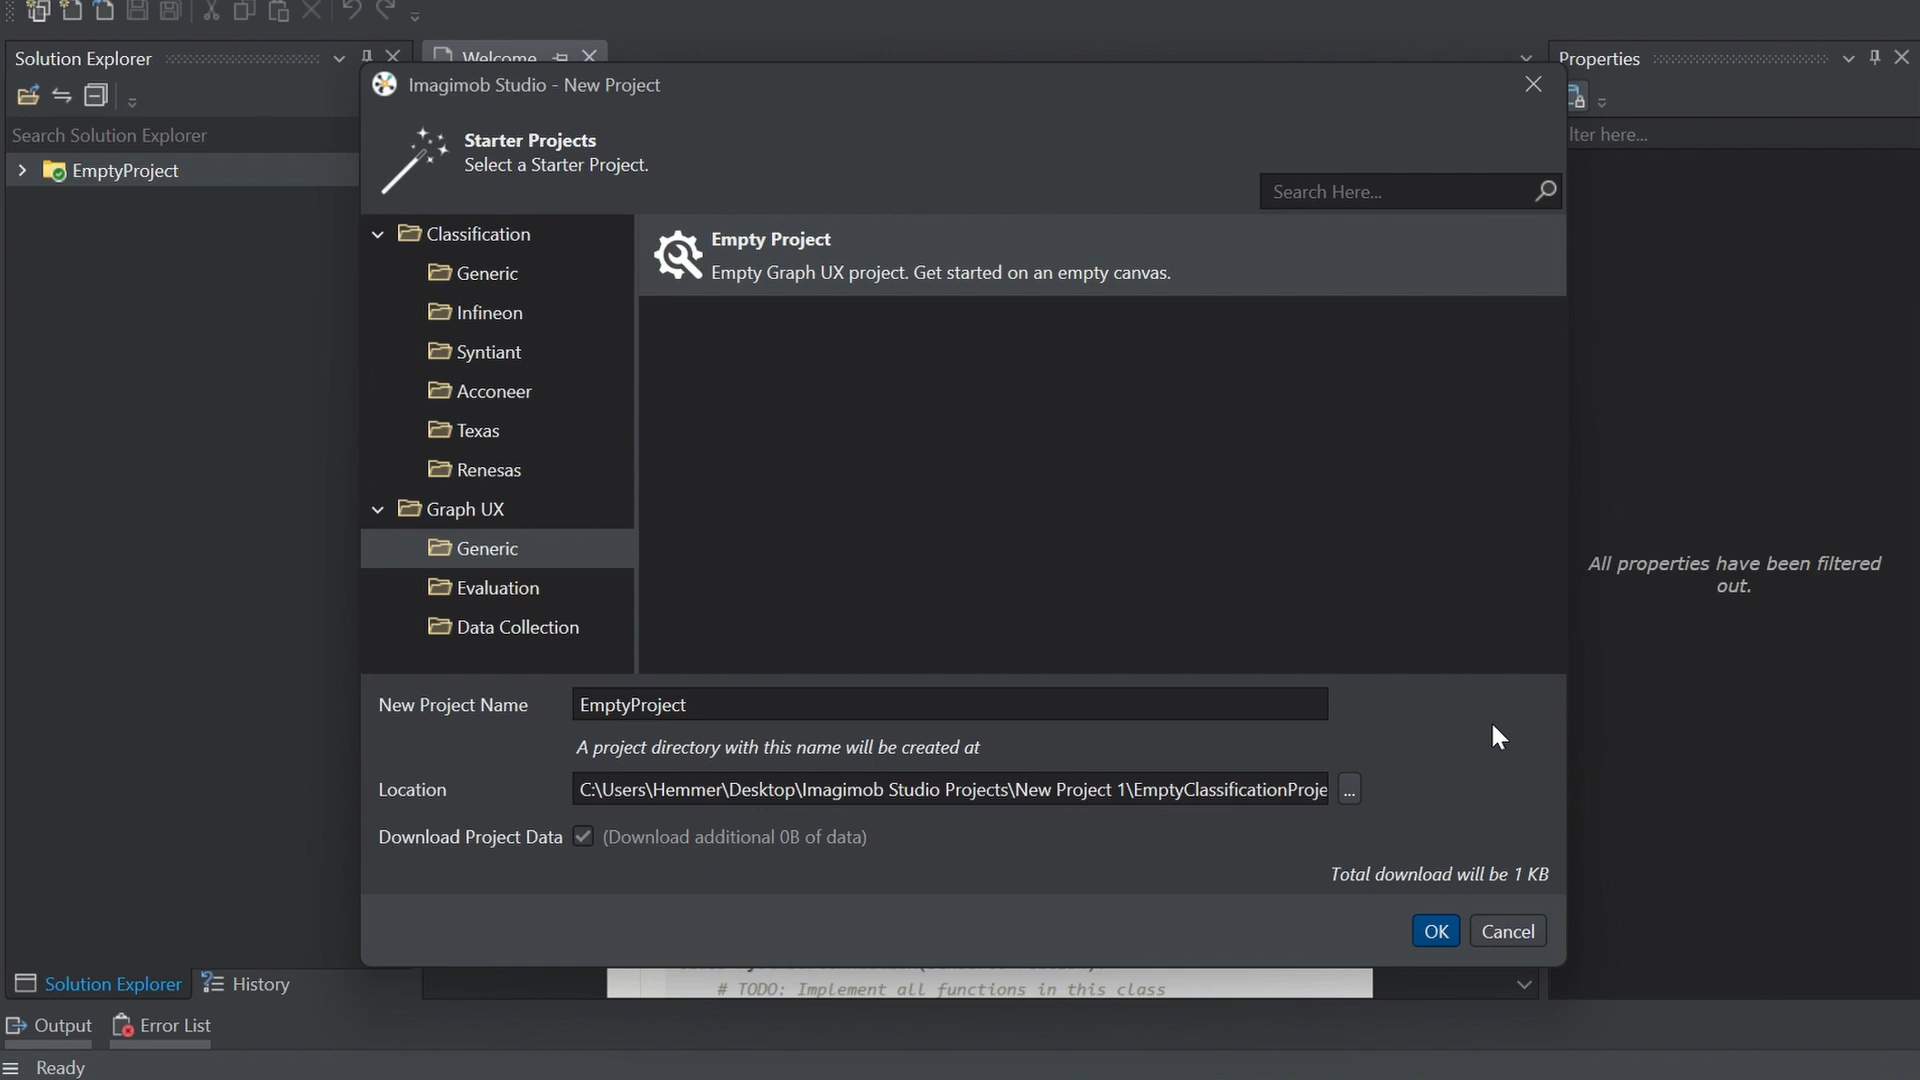 Solution Explorer
Welcome
Properties
Imagimob Studio - New Project
Search Solution Explorer
Starter Projects
Select a Starter Project.
lter here...
EmptyProject
Search Here...
Classification
Generic
Infineon
Syntiant
Acconeer
Texas
Renesas
Graph UX
Generic
Evaluation
Data Collection
Empty Project
Empty Graph UX project. Get started on an empty canvas.
All properties have been filtered
out.
New Project Name
EmptyProject
A project directory with this name will be created at
Location
C:\Users\Hemmer\Desktop\Imagimob Studio Projects\New Project 1\EmptyClassificationProje
...
Download Project Data
(Download additional 0B of data)
Total download will be 1 KB
OK
Cancel
# TODO: Implement all functions in this class
Solution Explorer
History
Output
Error List
Ready